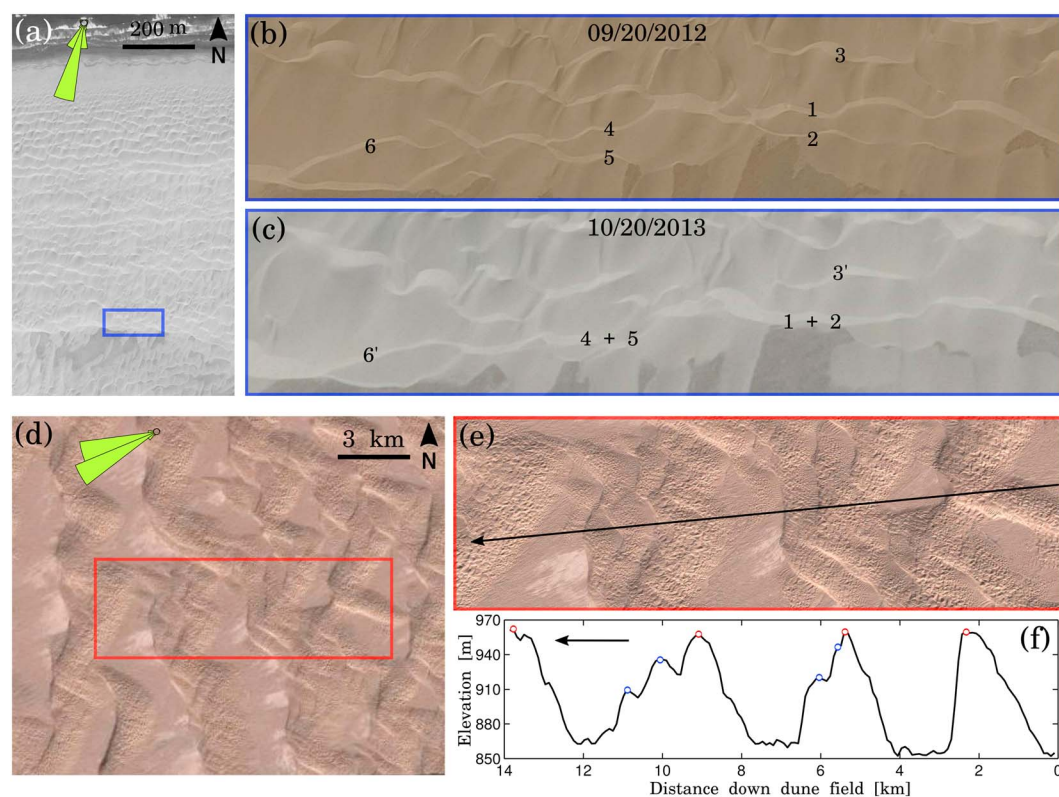 (a)
200 m
N
(b)
09/20/2012
3
1
4
2
6
5
(c)
10/20/2013
3'
1 + 2
4 + 5
6'
(d)
3 km
N
(e)
(f)
Elevation [m]
970
940
910
880
850
14 12 10 8 6 4 2 0
Distance down dune field [km]